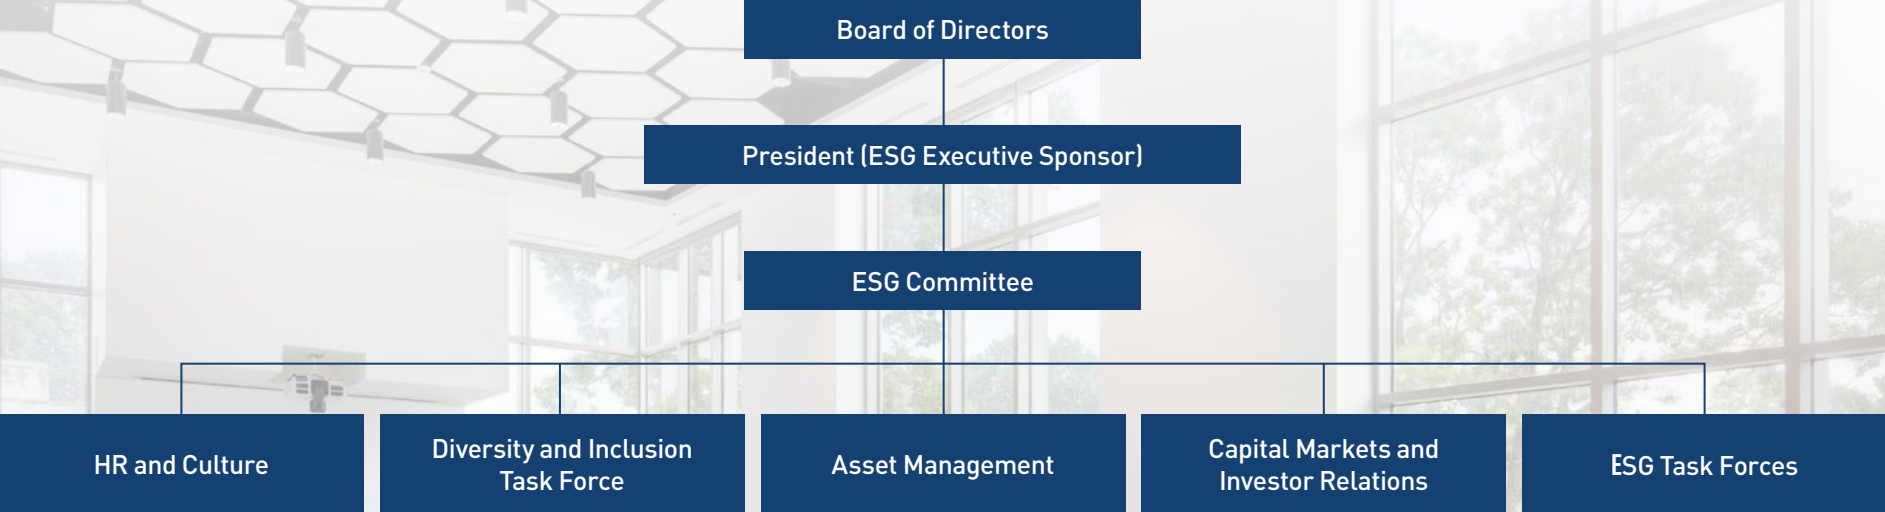 Board of Directors
President (ESG Executive Sponsor)
ESG Committee
HR and Culture
Diversity and Inclusion
Task Force
Asset Management
Capital Markets and
Investor Relations
ESG Task Forces